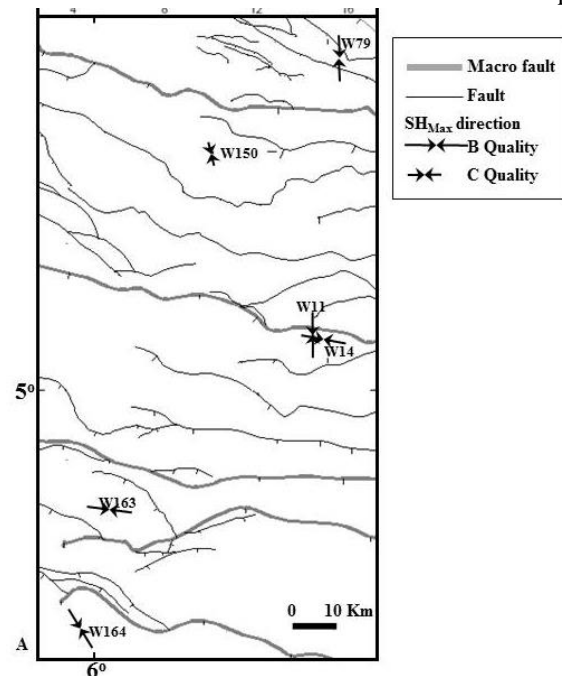 4 8 12 16
W79
Macro fault
Fault
SHMax direction
B Quality
C Quality
W150
W11
W14
5º
W163
0 10 Km
W164
A
6º